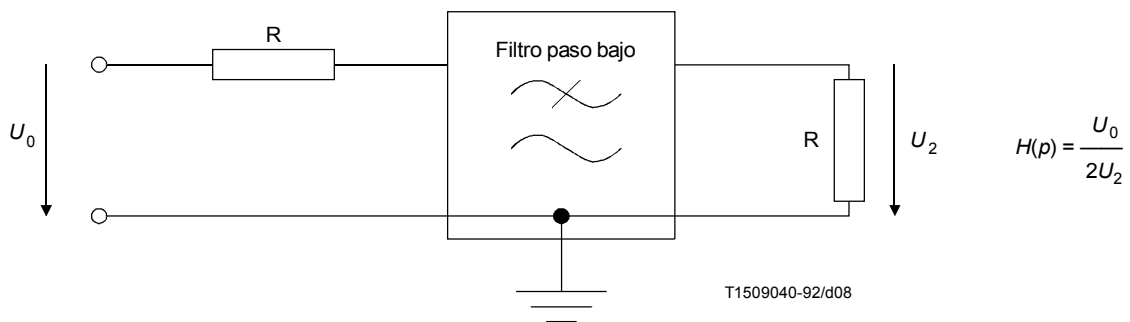 R
Filtro paso bajo
U0
R
U2
H(p) = U0 / 2U2
T1509040-92/d08